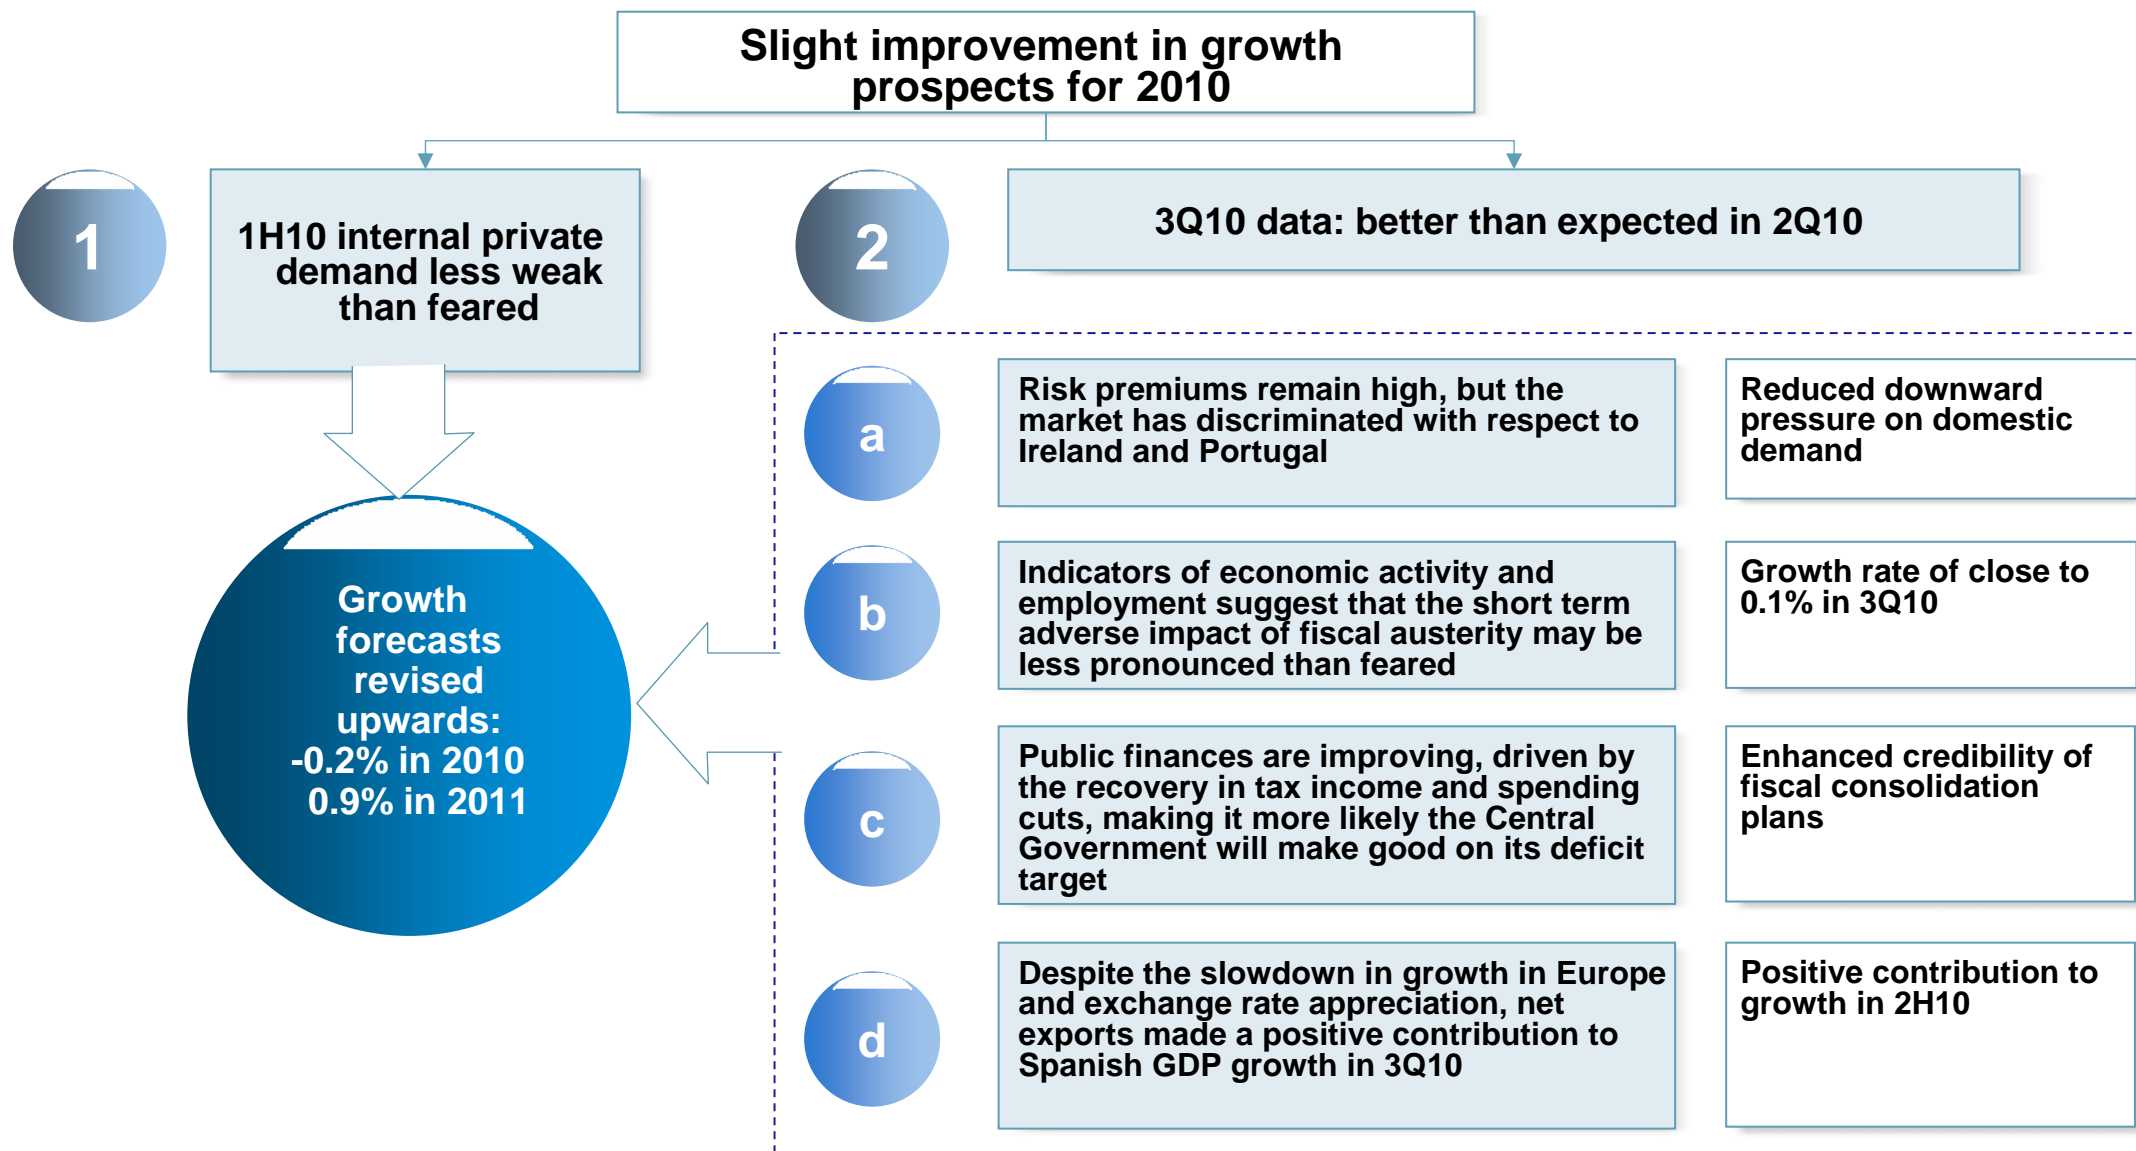 Slight improvement in growth
prospects for 2010
1
1H10 internal private
demand less weak
than feared
2
3Q10 data: better than expected in 2Q10
Growth
forecasts
revised
upwards:
-0.2% in 2010
0.9% in 2011
a
Risk premiums remain high, but the
market has discriminated with respect to
Ireland and Portugal
Reduced downward
pressure on domestic
demand
b
Indicators of economic activity and
employment suggest that the short term
adverse impact of fiscal austerity may be
less pronounced than feared
Growth rate of close to
0.1% in 3Q10
c
Public finances are improving, driven by
the recovery in tax income and spending
cuts, making it more likely the Central
Government will make good on its deficit
target
Enhanced credibility of
fiscal consolidation
plans
d
Despite the slowdown in growth in Europe
and exchange rate appreciation, net
exports made a positive contribution to
Spanish GDP growth in 3Q10
Positive contribution to
growth in 2H10